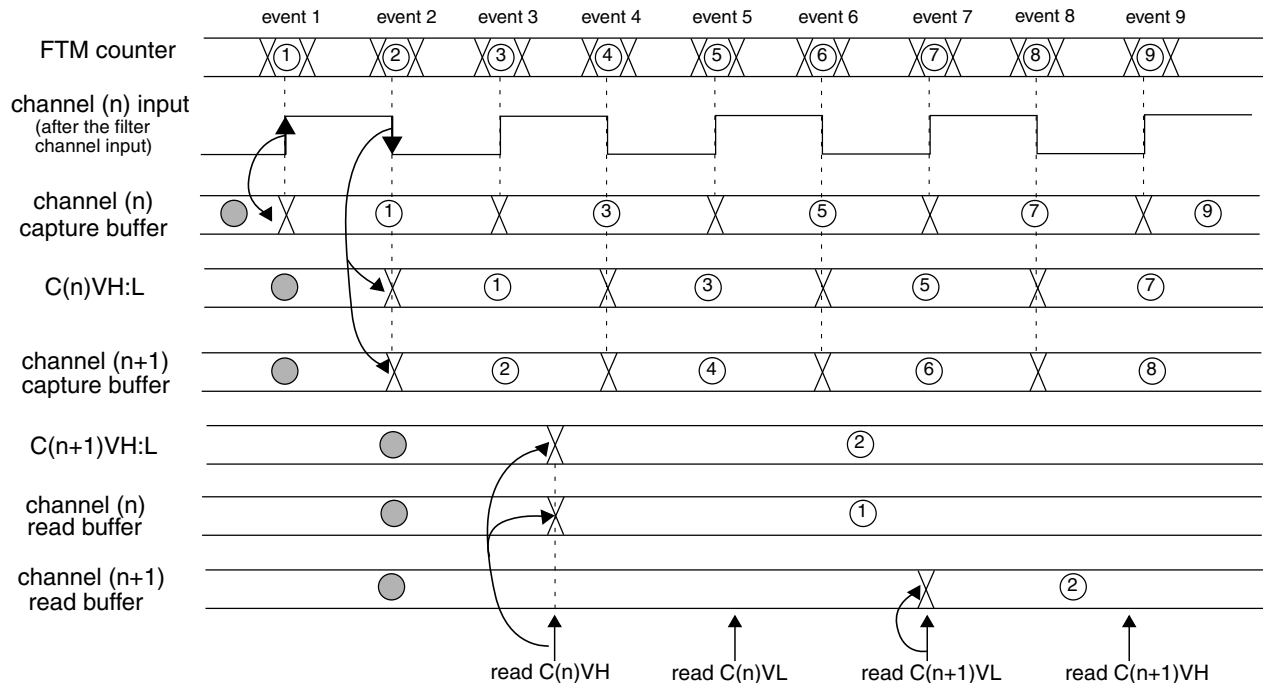 event 1 event 2 event 3 event 4 event 5 event 6 event 7 event 8 event 9
FTM counter 1 2 3 4 5 6 7 8 9
channel (n) input
(after the filter
channel input)
channel (n)
capture buffer 1 3 5 7 9
C(n)VH:L 1 3 5 7
channel (n+1)
capture buffer 2 4 6 8
C(n+1)VH:L 2
channel (n)
read buffer 1
channel (n+1)
read buffer 2
read C(n)VH read C(n)VL read C(n+1)VL read C(n+1)VH